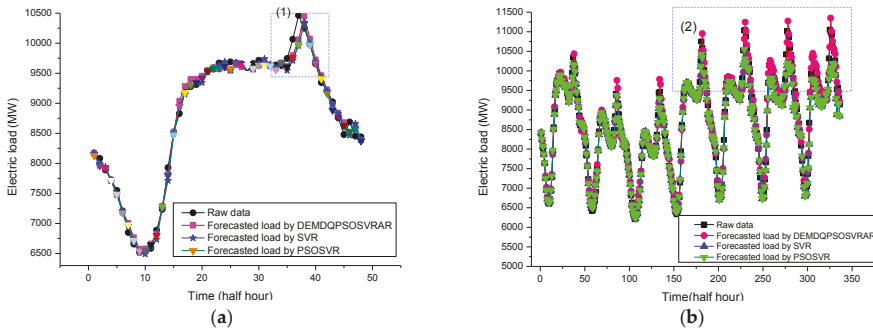 (1)
10500
10000
9500
9000
8500
8000
7500
7000
6500
Electric load (MW)
Raw data
Forecasted load by DEMDQPSOSVRAR
Forecasted load by SVR
Forecasted load by PSOSVR
0 10 20 30 40 50
Time (half hour)
(a)
(2)
11500
11000
10500
10000
9500
9000
8500
8000
7500
7000
6500
6000
5500
5000
Electric load (MW)
Raw data
Forecasted load by DEMDQPSOSVRAR
Forecasted load by SVR
Forecasted load by PSOSVR
0 50 100 150 200 250 300 350
Time(half hour)
(b)